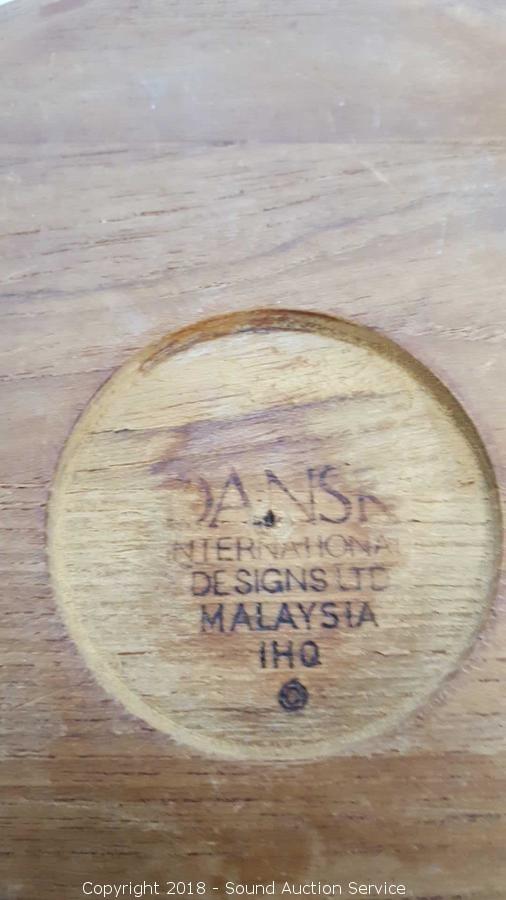 DANSK
INTERNATIONAL
DESIGNS LTD
MALAYSIA
IHQ
©
Copyright 2018 - Sound Auction Service